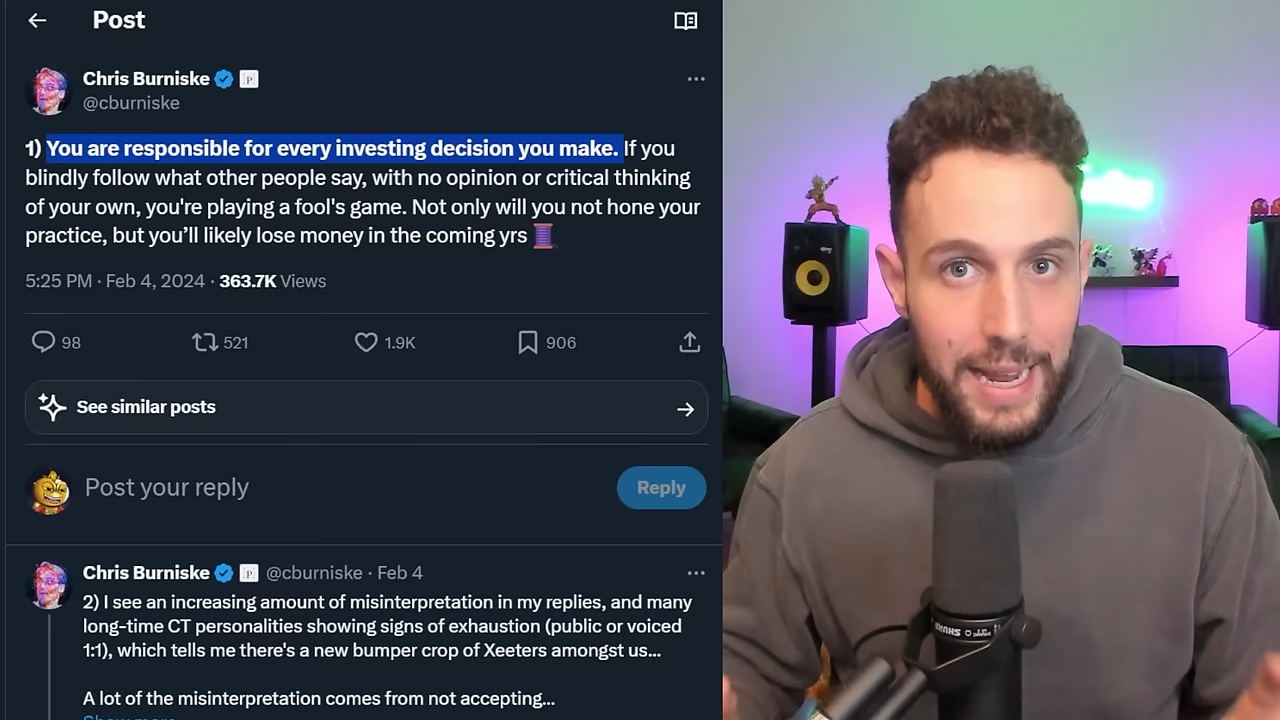 Post
Chris Burniske
@cburniske
1) You are responsible for every investing decision you make. If you
blindly follow what other people say, with no opinion or critical thinking
of your own, you're playing a fool's game. Not only will you not hone your
practice, but you’ll likely lose money in the coming yrs 🧵
5:25 PM · Feb 4, 2024 · 363.7K Views
98 521 1.9K 906
See similar posts
Post your reply
Reply
Chris Burniske @cburniske · Feb 4
2) I see an increasing amount of misinterpretation in my replies, and many
long-time CT personalities showing signs of exhaustion (public or voiced
1:1), which tells me there's a new bumper crop of Xeeters amongst us...
A lot of the misinterpretation comes from not accepting...
Show more
SHURE